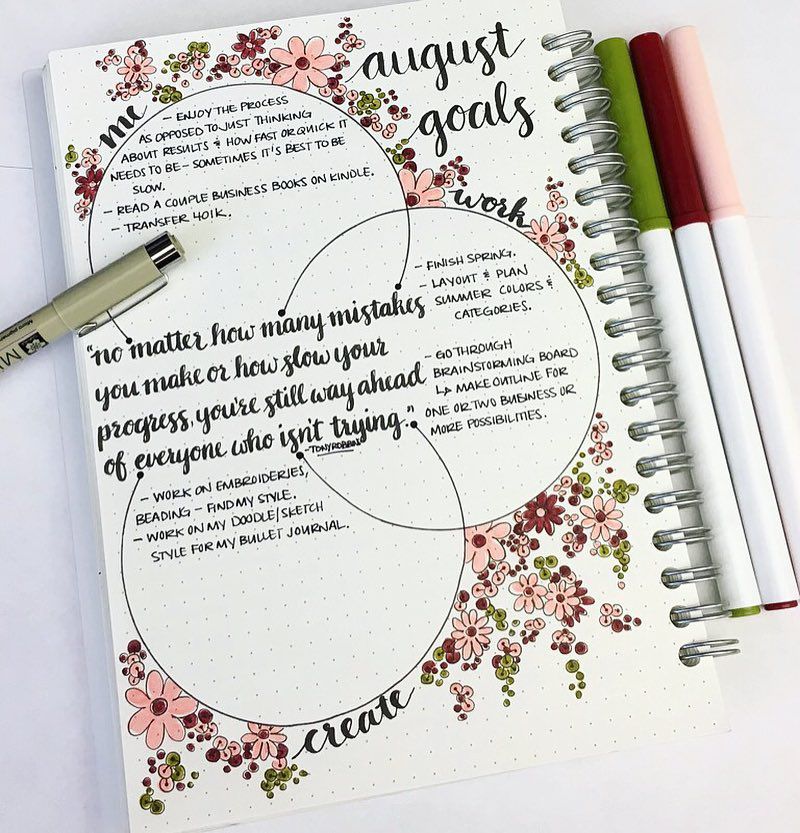 august
goals
me
– ENJOY THE PROCESS
AS OPPOSED TO JUST THINKING
ABOUT RESULTS & HOW FAST OR QUICK IT
NEEDS TO BE – SOMETIMES IT'S BEST TO BE
SLOW.
– READ A COUPLE BUSINESS BOOKS ON KINDLE.
– TRANSFER 401K.
work
– FINISH SPRING.
– LAYOUT & PLAN
SUMMER COLORS &
CATEGORIES.
– GO THROUGH
BRAINSTORMING BOARD
↳ MAKE OUTLINE FOR
ONE OR TWO BUSINESS OR
MORE POSSIBILITIES.
"no matter how many mistakes
you make or how slow your
progress, you're still way ahead
of everyone who isn't trying."
-TONY ROBBINS
– WORK ON EMBROIDERIES,
BEADING – FIND MY STYLE.
– WORK ON MY DOODLE/SKETCH
STYLE FOR MY BULLET JOURNAL.
create